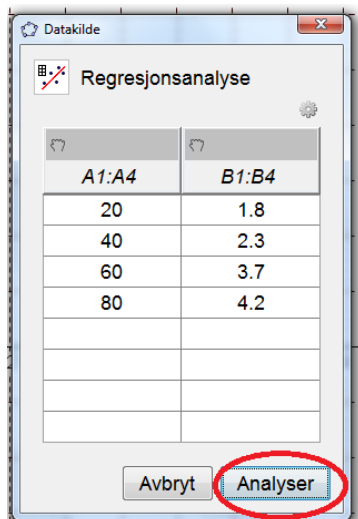 Datakilde
Regresjonsanalyse
A1:A4 B1:B4
20 1.8
40 2.3
60 3.7
80 4.2
Avbryt Analyser